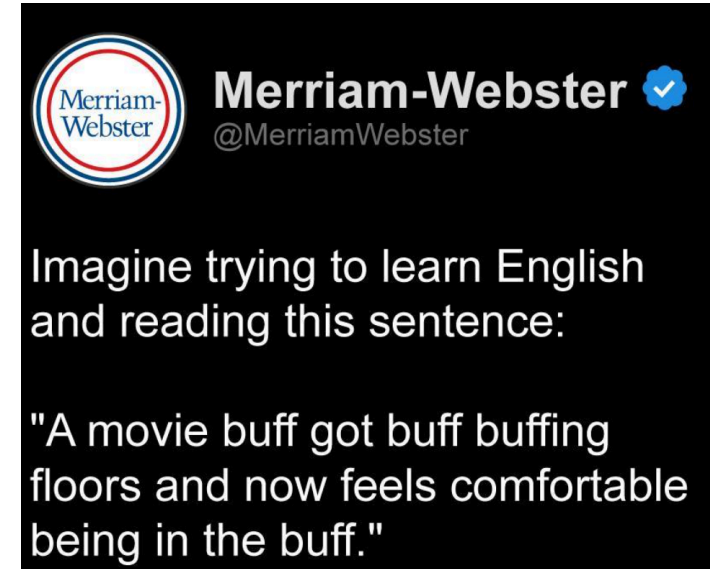 Merriam-
Webster
Merriam-Webster
@MerriamWebster
Imagine trying to learn English
and reading this sentence:
"A movie buff got buff buffing
floors and now feels comfortable
being in the buff."